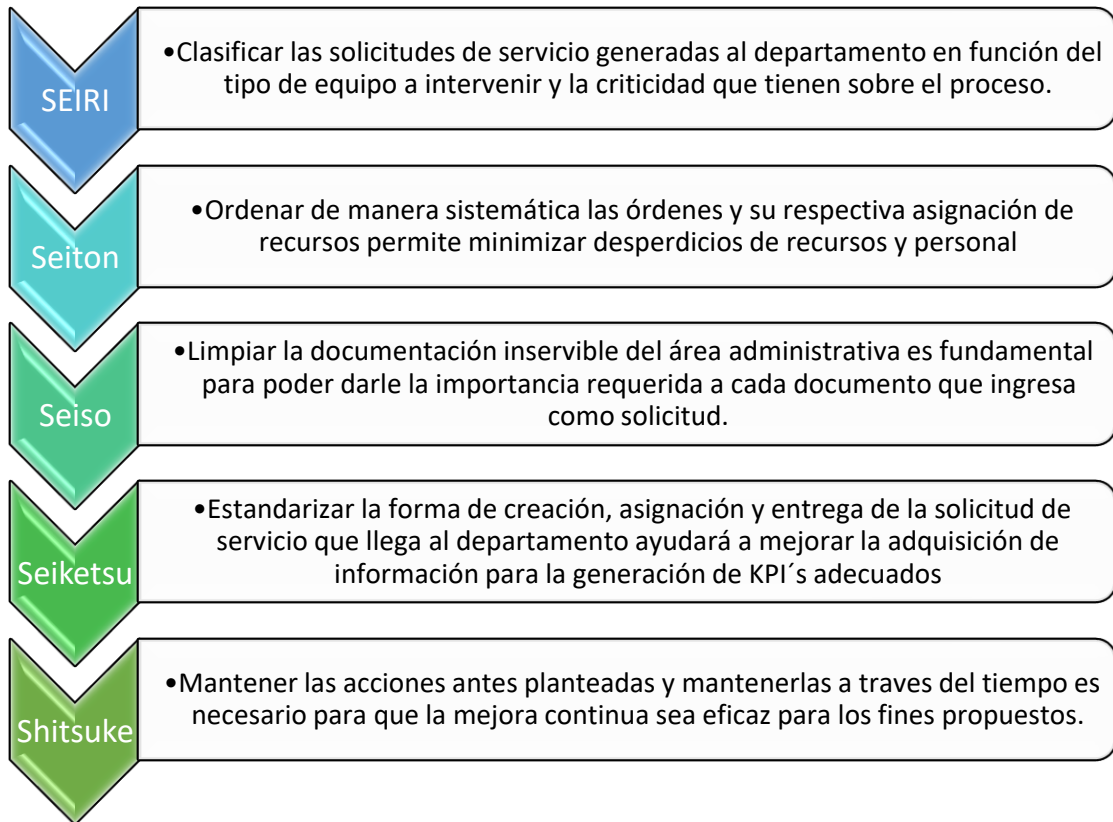 SEIRI
•Clasificar las solicitudes de servicio generadas al departamento en función del
tipo de equipo a intervenir y la criticidad que tienen sobre el proceso.
Seiton
•Ordenar de manera sistemática las órdenes y su respectiva asignación de
recursos permite minimizar desperdicios de recursos y personal
Seiso
•Limpiar la documentación inservible del área administrativa es fundamental
para poder darle la importancia requerida a cada documento que ingresa
como solicitud.
Seiketsu
•Estandarizar la forma de creación, asignación y entrega de la solicitud de
servicio que llega al departamento ayudará a mejorar la adquisición de
información para la generación de KPI´s adecuados
Shitsuke
•Mantener las acciones antes planteadas y mantenerlas a traves del tiempo es
necesario para que la mejora continua sea eficaz para los fines propuestos.